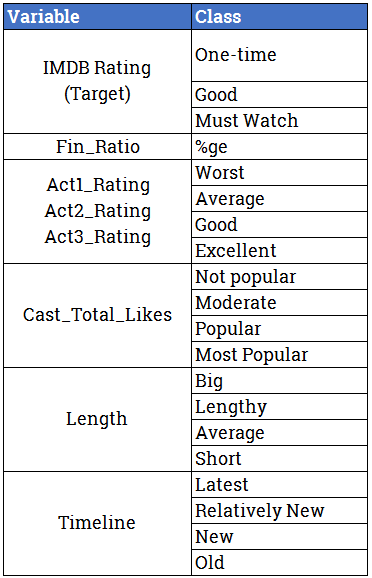 Variable Class
IMDB Rating
(Target)
One-time
Good
Must Watch
Fin_Ratio %ge
Act1_Rating
Act2_Rating
Act3_Rating
Worst
Average
Good
Excellent
Cast_Total_Likes
Not popular
Moderate
Popular
Most Popular
Length
Big
Lengthy
Average
Short
Timeline
Latest
Relatively New
New
Old